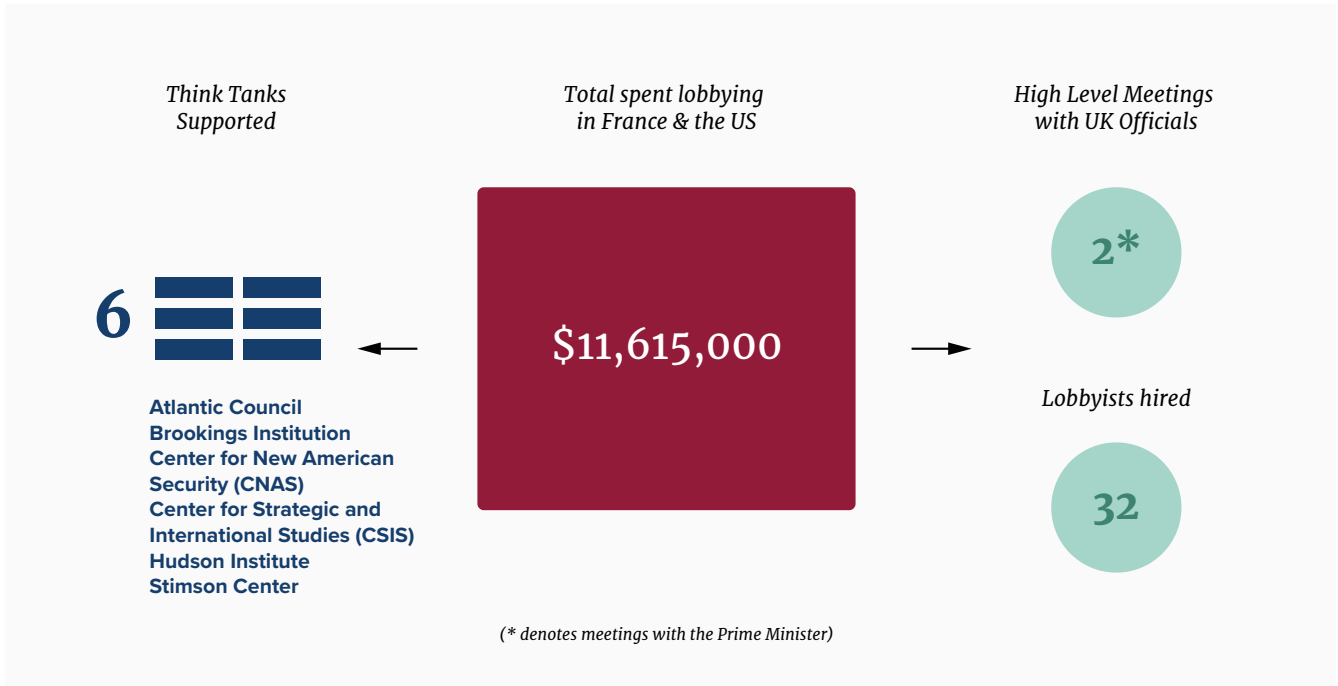 Think Tanks
Supported
6
Atlantic Council
Brookings Institution
Center for New American
Security (CNAS)
Center for Strategic and
International Studies (CSIS)
Hudson Institute
Stimson Center
Total spent lobbying
in France & the US
$11,615,000
High Level Meetings
with UK Officials
2*
Lobbyists hired
32
(* denotes meetings with the Prime Minister)